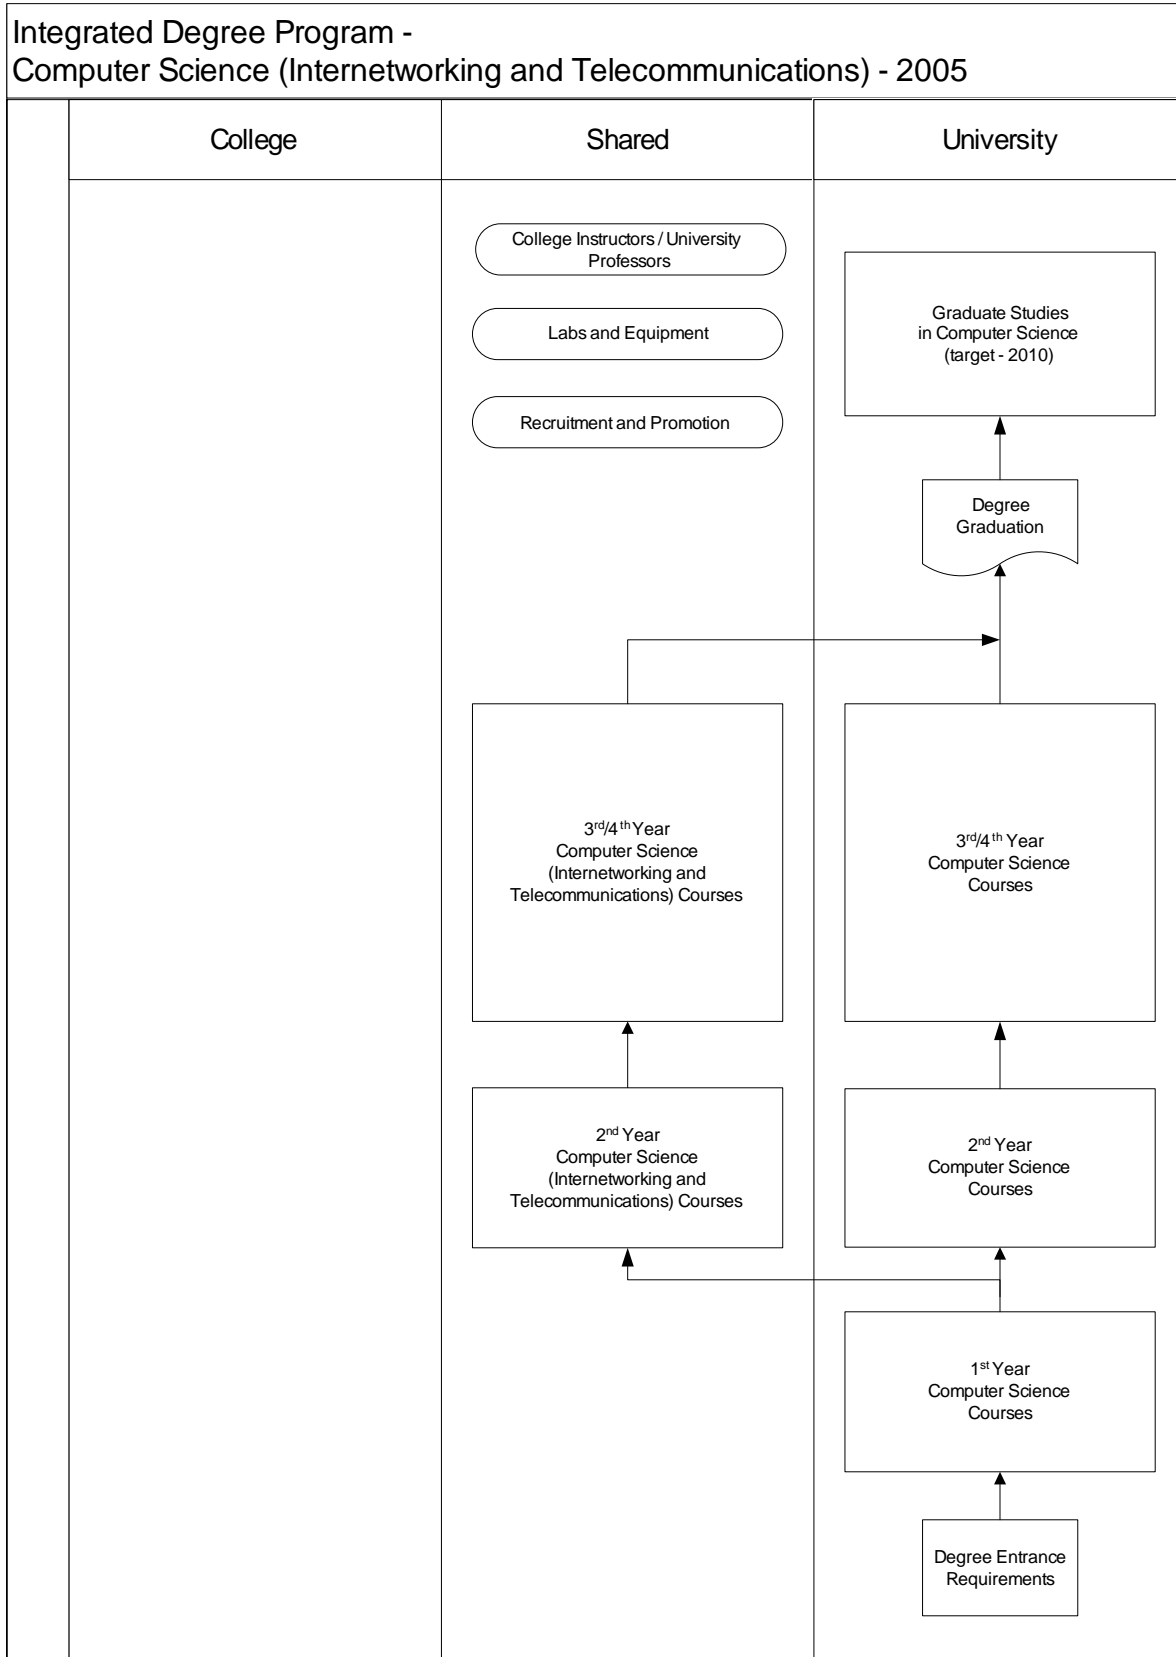 Integrated Degree Program -
Computer Science (Internetworking and Telecommunications) - 2005
College
Shared
University
College Instructors / University
Professors
Labs and Equipment
Recruitment and Promotion
Graduate Studies
in Computer Science
(target - 2010)
Degree
Graduation
3rd/4th Year
Computer Science
(Internetworking and
Telecommunications) Courses
3rd/4th Year
Computer Science
Courses
2nd Year
Computer Science
(Internetworking and
Telecommunications) Courses
2nd Year
Computer Science
Courses
1st Year
Computer Science
Courses
Degree Entrance
Requirements